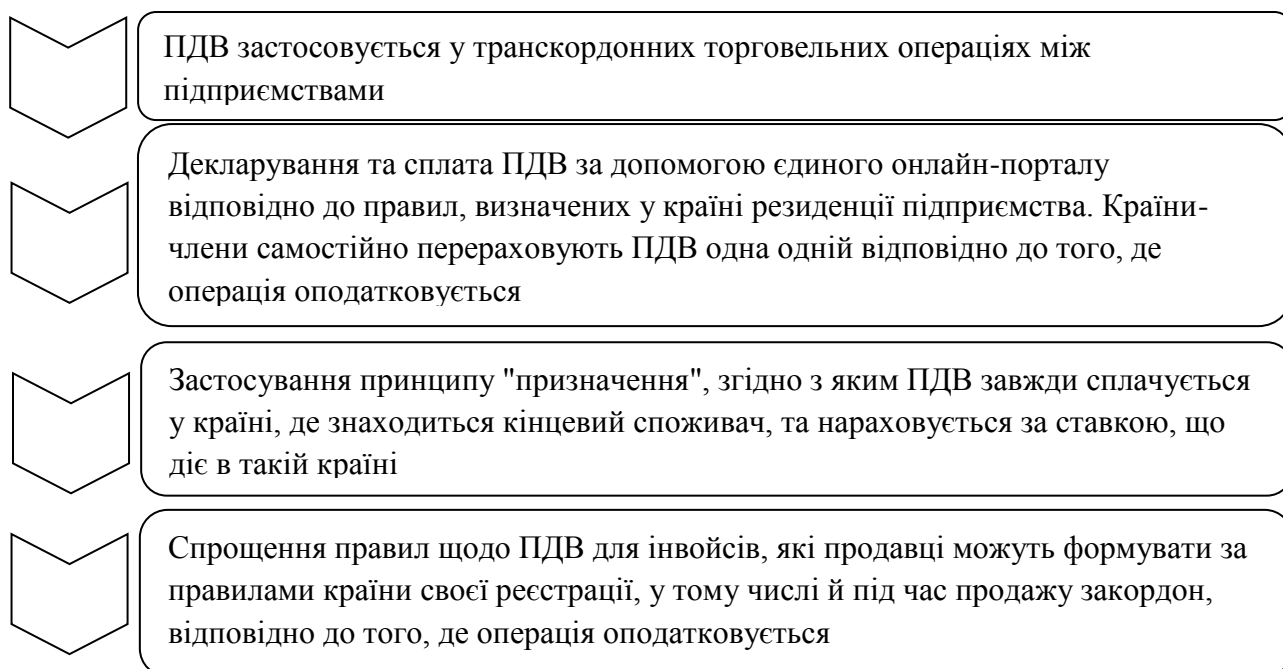 ПДВ застосовується у транскордонних торговельних операціях між
підприємствами
Декларування та сплата ПДВ за допомогою єдиного онлайн-порталу
відповідно до правил, визначених у країні резиденції підприємства. Країни-
члени самостійно перераховують ПДВ одна одній відповідно до того, де
операція оподатковується
Застосування принципу "призначення", згідно з яким ПДВ завжди сплачується
у країні, де знаходиться кінцевий споживач, та нараховується за ставкою, що
діє в такій країні
Спрощення правил щодо ПДВ для інвойсів, які продавці можуть формувати за
правилами країни своєї реєстрації, у тому числі й під час продажу закордон,
відповідно до того, де операція оподатковується